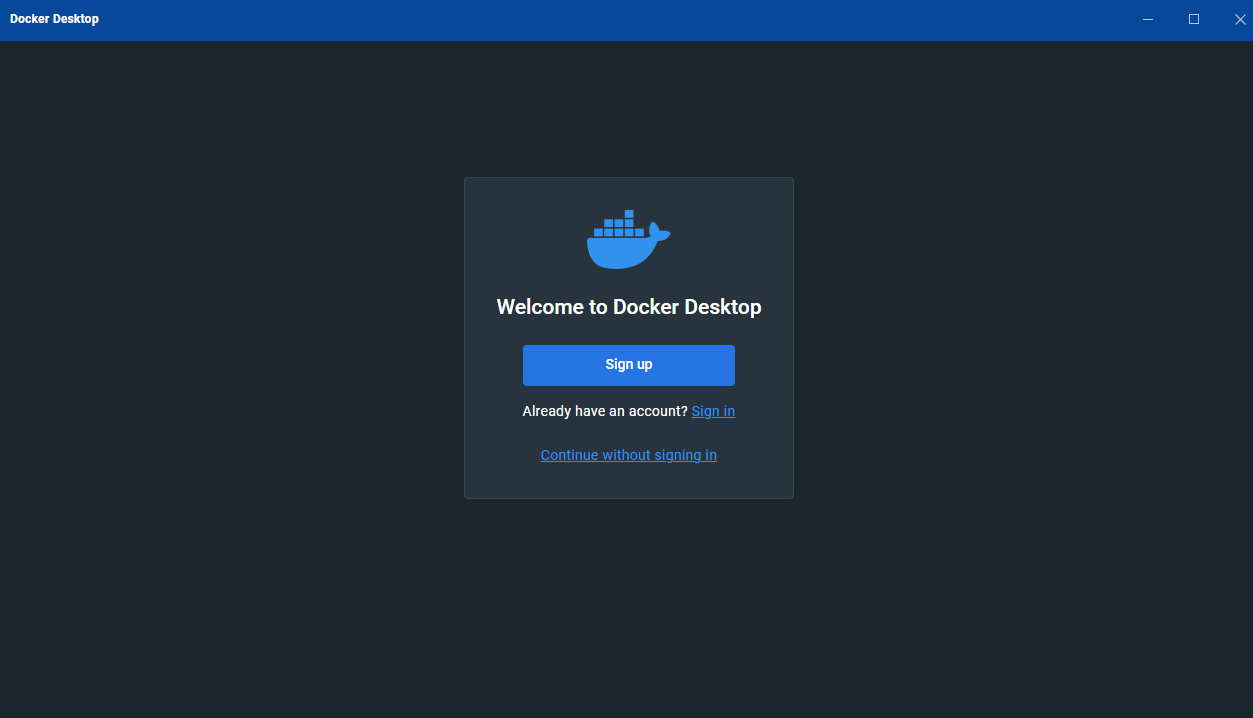 Docker Desktop
Welcome to Docker Desktop
Sign up
Already have an account? Sign in
Continue without signing in